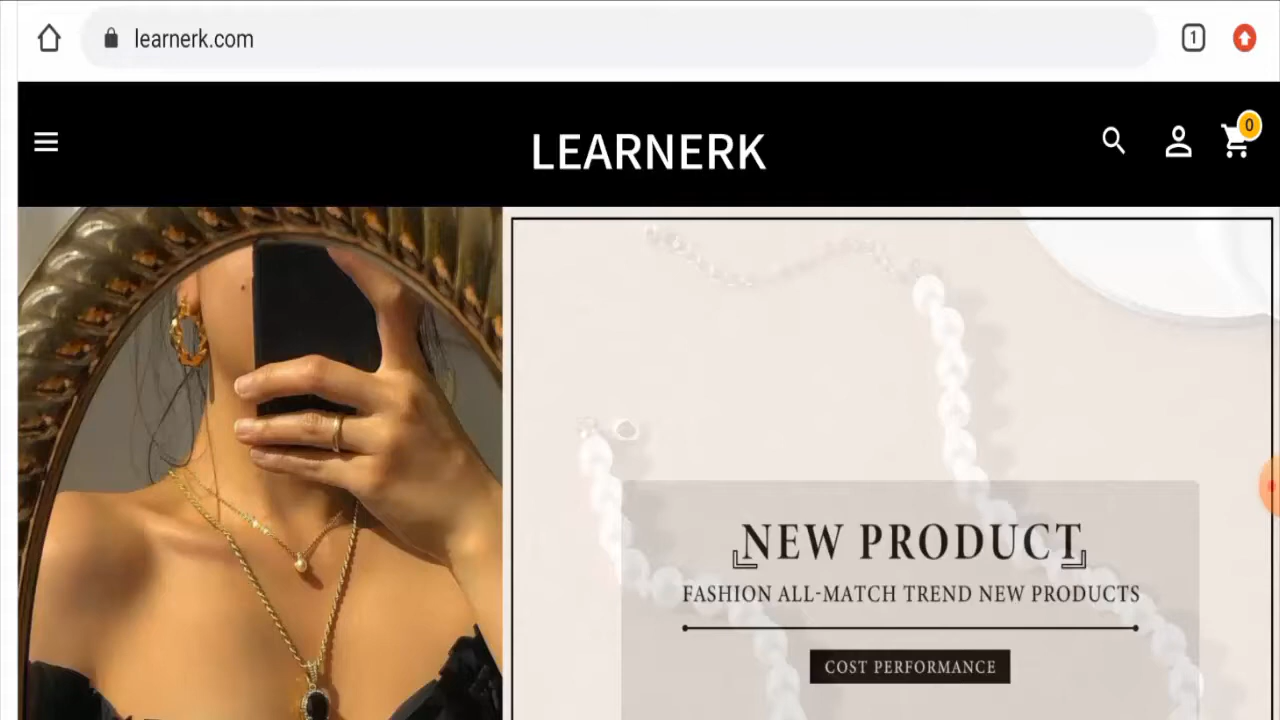 learnerk.com
1
LEARNERK
0
NEW PRODUCT
FASHION ALL-MATCH TREND NEW PRODUCTS
COST PERFORMANCE